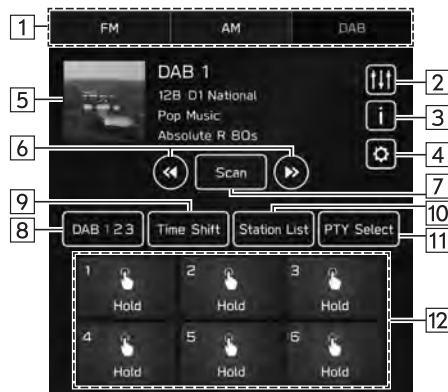 1 FM AM DAB
DAB 1
2
5
12B D1 National
3
Pop Music
Absolute R 80s
4
6
Scan
7
9
10
8 DAB 1 2 3 Time Shift Station List PTY Select
11
1 2 3
Hold Hold Hold
12
4 5 6
Hold Hold Hold